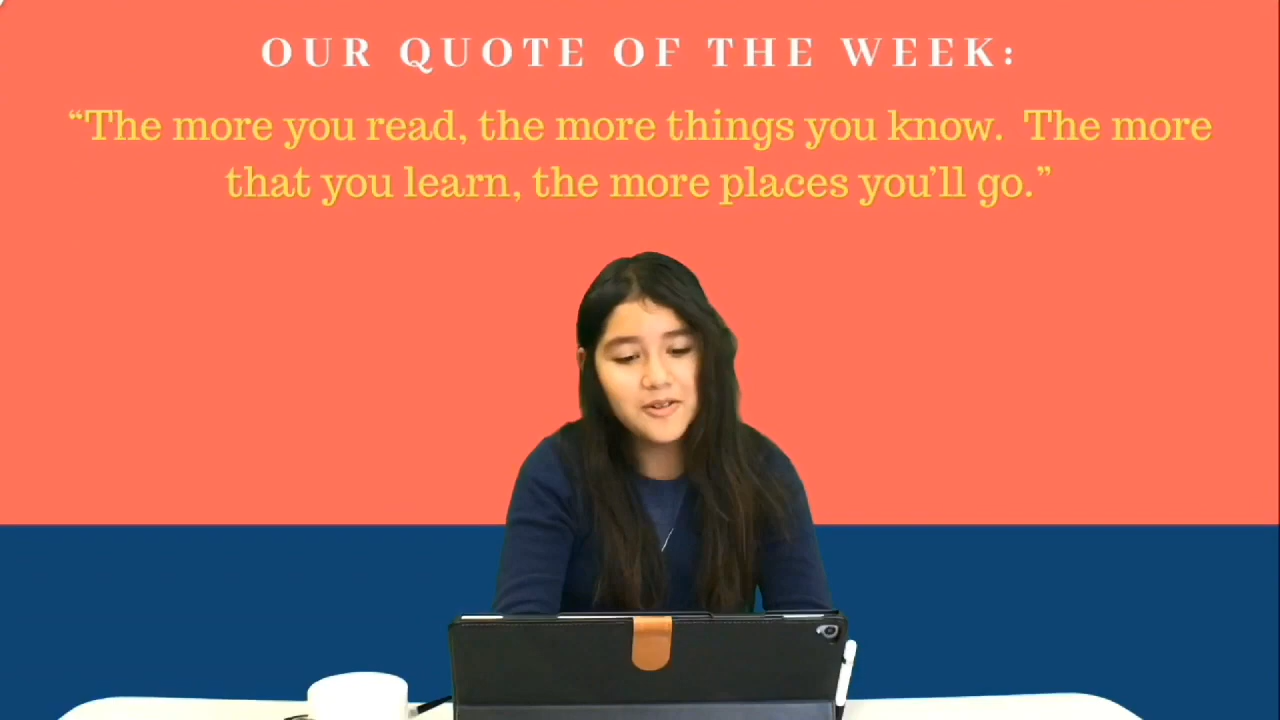 OUR QUOTE OF THE WEEK:
“The more you read, the more things you know. The more
that you learn, the more places you’ll go.”